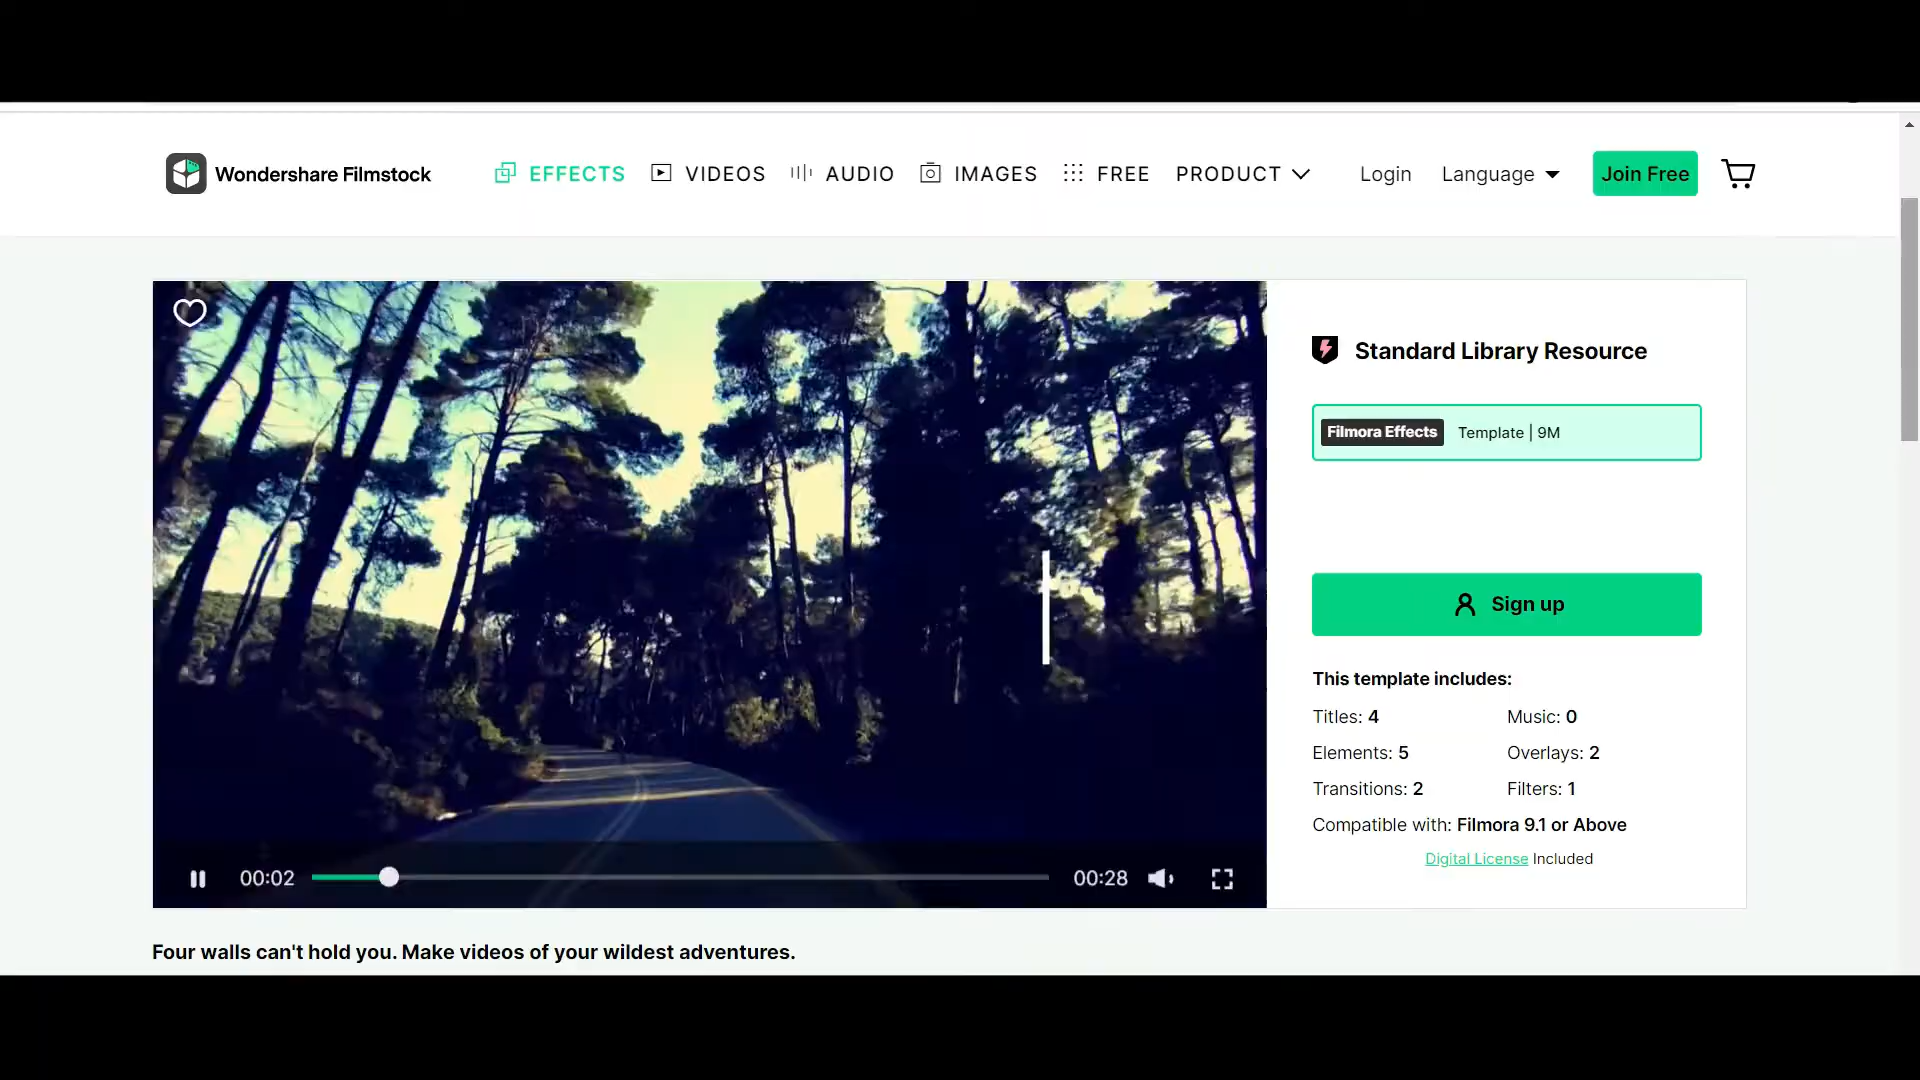 Wondershare Filmstock EFFECTS VIDEOS AUDIO IMAGES FREE PRODUCT Login Language Join Free
Standard Library Resource
Filmora Effects Template | 9M
Sign up
This template includes:
Titles: 4 Music: 0
Elements: 5 Overlays: 2
Transitions: 2 Filters: 1
Compatible with: Filmora 9.1 or Above
Digital License Included
00:02 00:28
Four walls can't hold you. Make videos of your wildest adventures.